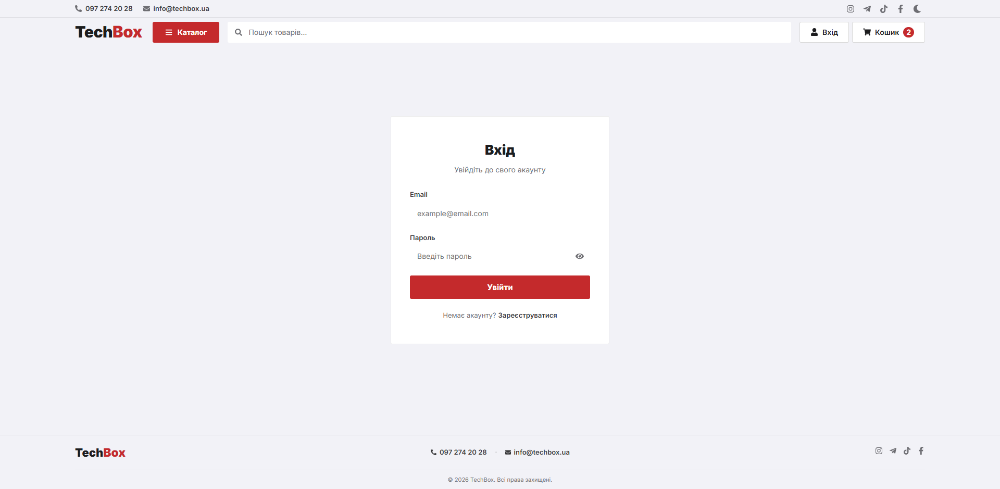 097 274 20 28 info@techbox.ua
TechBox Каталог Пошук товарів... Вхід Кошик 2
Вхід
Увійдіть до свого акаунту
Email
example@email.com
Пароль
Введіть пароль
Увійти
Немає акаунту? Зареєструватися
TechBox 097 274 20 28 info@techbox.ua
© 2026 TechBox. Всі права захищені.